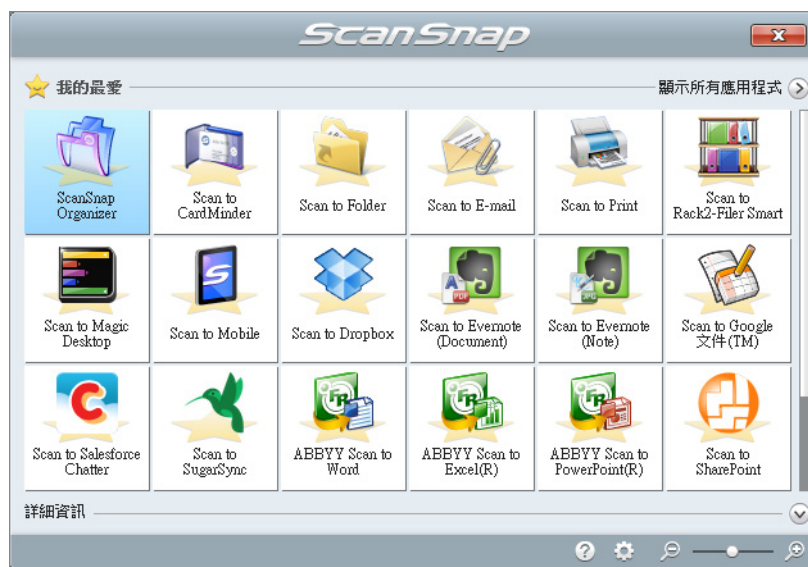 ScanSnap
我的最愛
顯示所有應用程式
ScanSnap
Organizer
Scan to
CardMinder
Scan to Folder
Scan to E-mail
Scan to Print
Scan to
Rack2-Filer Smart
Scan to Magic
Desktop
Scan to Mobile
Scan to Dropbox
Scan to Evernote
(Document)
Scan to Evernote
(Note)
Scan to Google
文件(TM)
Scan to Salesforce
Chatter
Scan to
SugarSync
ABBYY Scan to
Word
ABBYY Scan to
Excel(R)
ABBYY Scan to
PowerPoint(R)
Scan to
SharePoint
詳細資訊